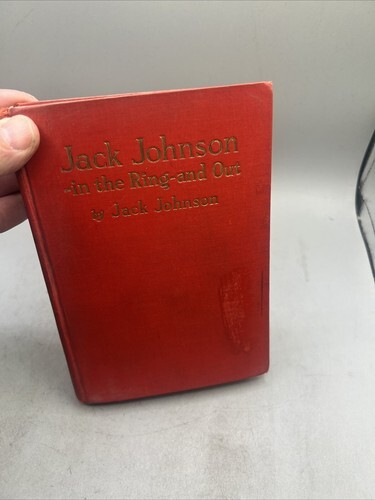 Jack Johnson
-in the Ring-and Out
by Jack Johnson